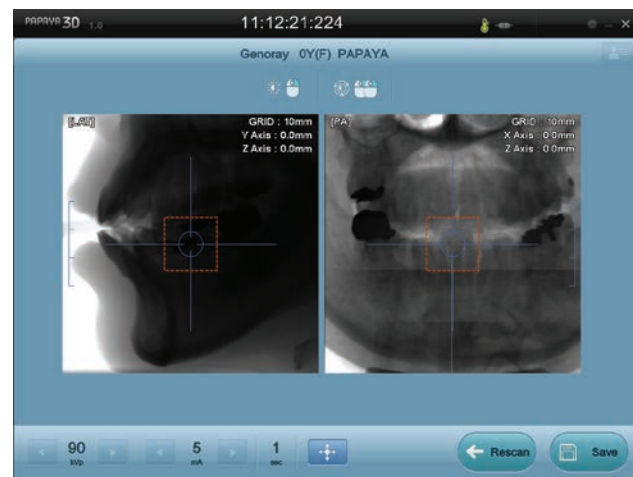 PAPAYA 3D 1.0
11:12:21:224
Genoray 0Y(F) PAPAYA
[LAT]
GRID : 10mm
Y Axis : 0.0mm
Z Axis : 0.0mm
[PA]
GRID : 10mm
X Axis : 0.0mm
Z Axis : 0.0mm
90
kVp
5
mA
1
sec
Rescan
Save